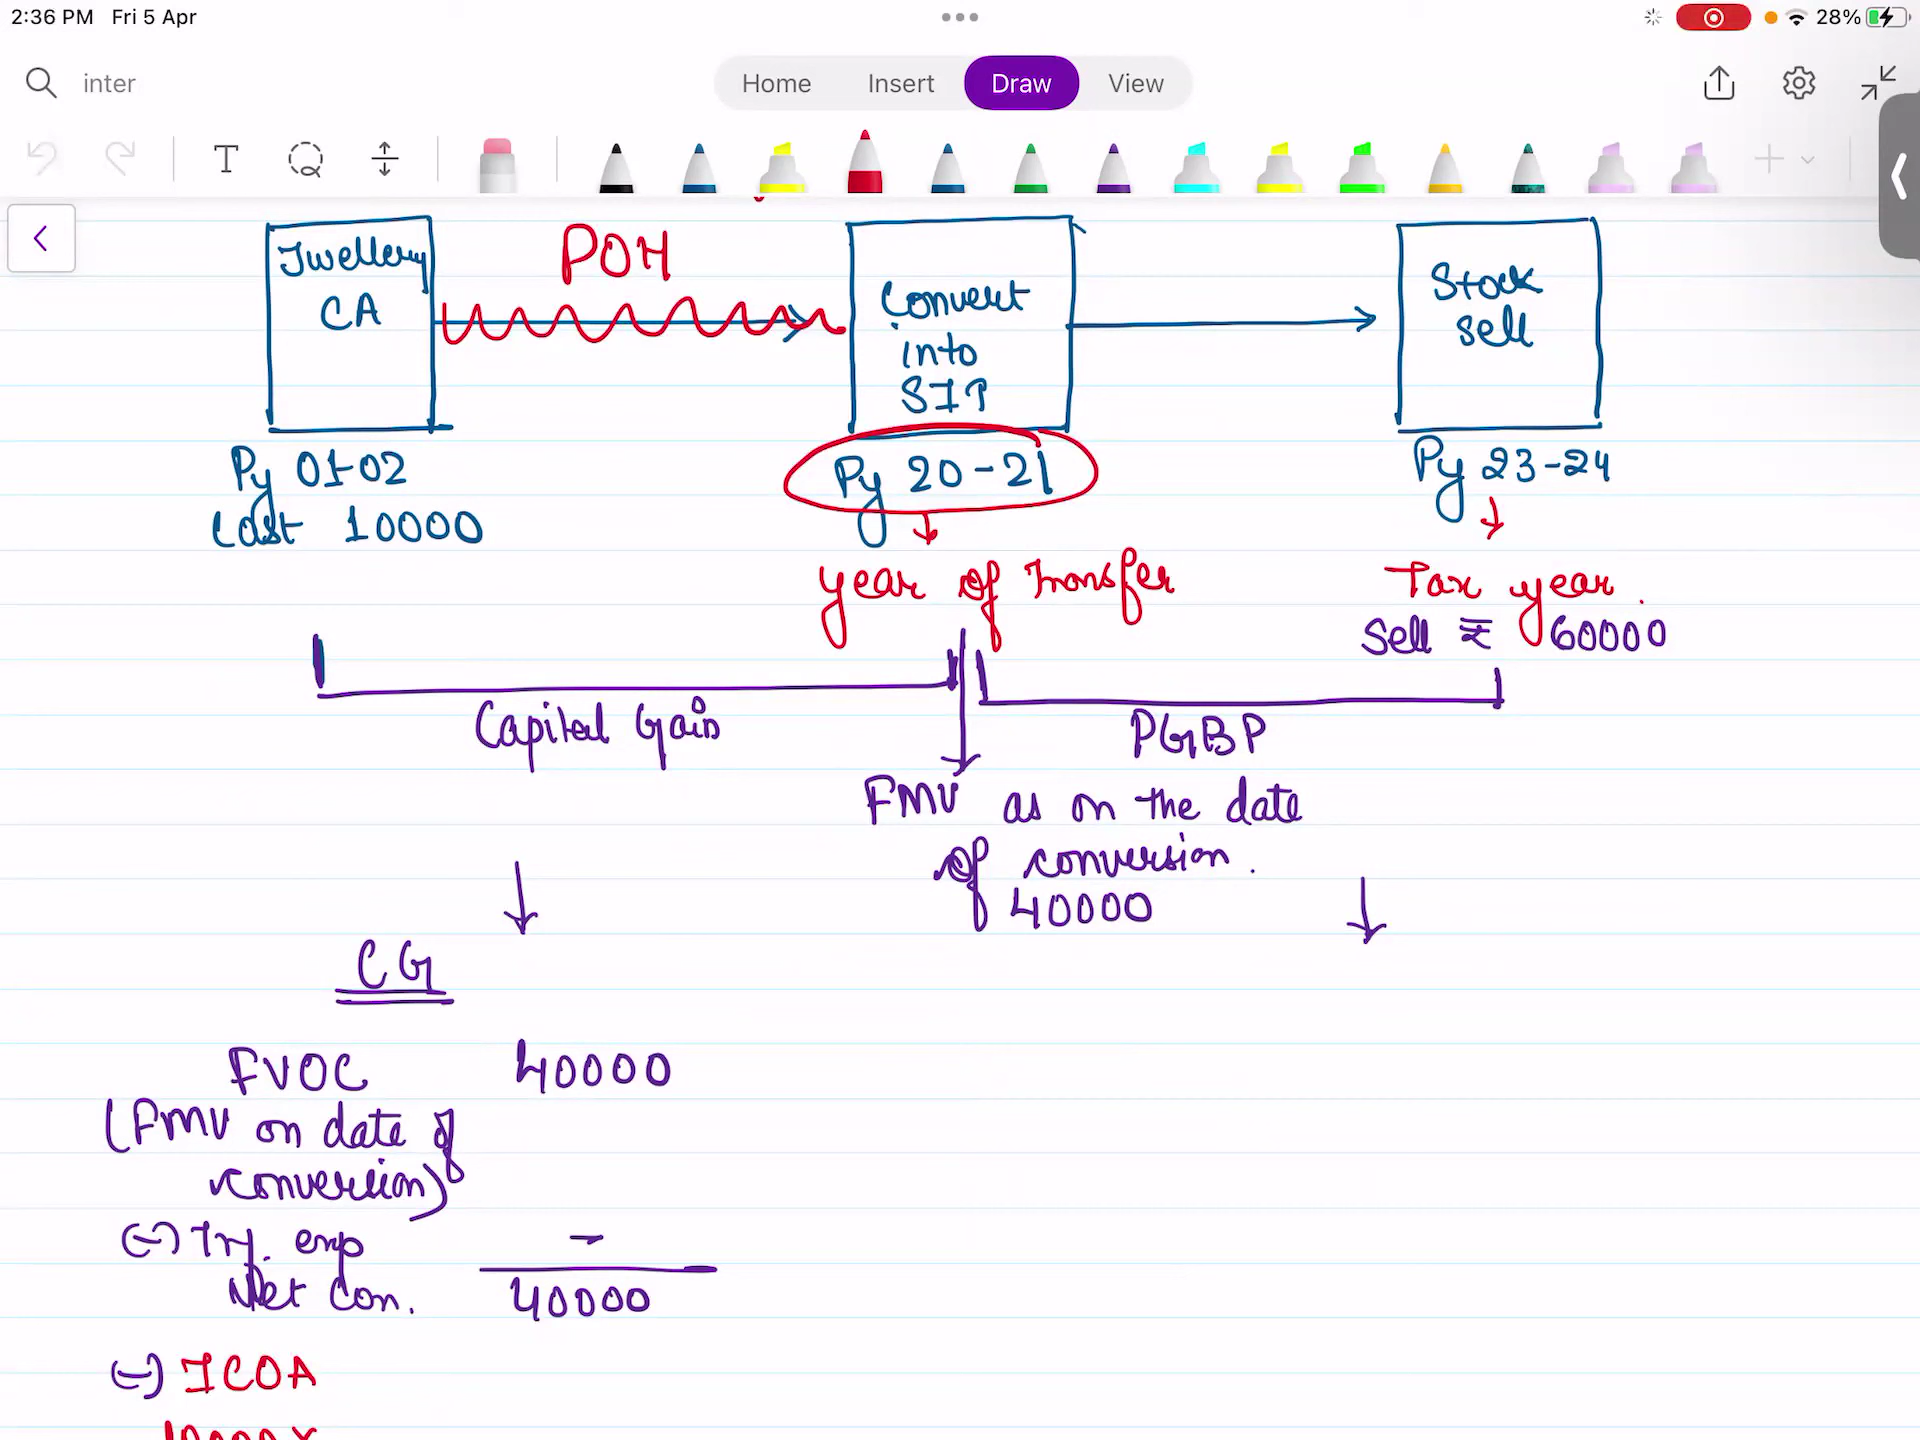 2:36 PM Fri 5 Apr
28%
inter
Home Insert Draw View
T
Jwellery
CA
POH
Convert
into
SIT
Stock
Sell
Py 01-02
Cost 10000
Py 20-21
Py 23-24
year of Transfer
Tax year.
Sell ₹ 60000
Capital Gain
PGBP
FMV as on the date
of conversion.
40000
CG
FVOC 40000
(FMV on date of
conversion)
(-) Trf. exp -
Net Con. 40000
(-) ICOA
10000 x